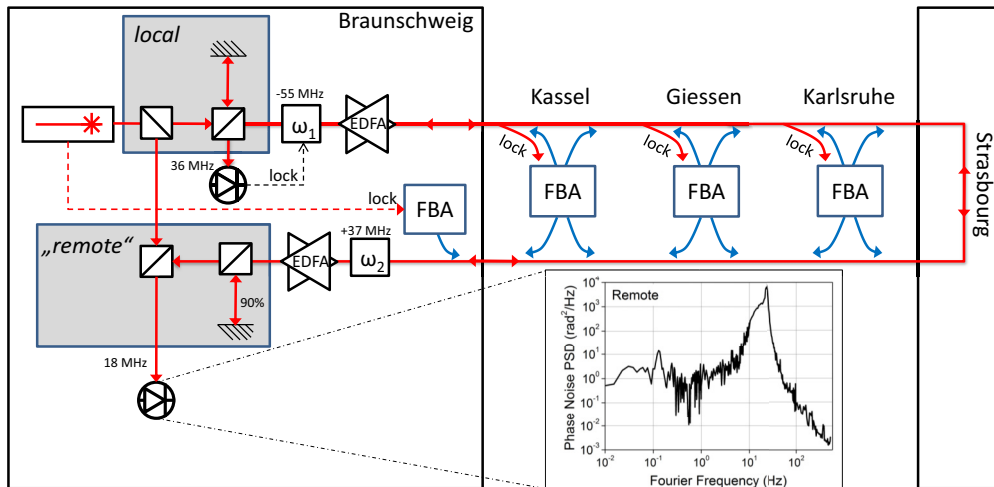 Braunschweig
local
-55 MHz
ω1
EDFA
36 MHz
lock
Kassel
Giessen
Karlsruhe
lock
lock
lock
FBA
FBA
FBA
Strasbourg
lock
FBA
„remote“
+37 MHz
EDFA
ω2
90%
18 MHz
Remote
Phase Noise PSD (rad²/Hz)
10⁴
10³
10²
10¹
10⁰
10⁻¹
10⁻²
10⁻³
10⁻² 10⁻¹ 10⁰ 10¹ 10²
Fourier Frequency (Hz)